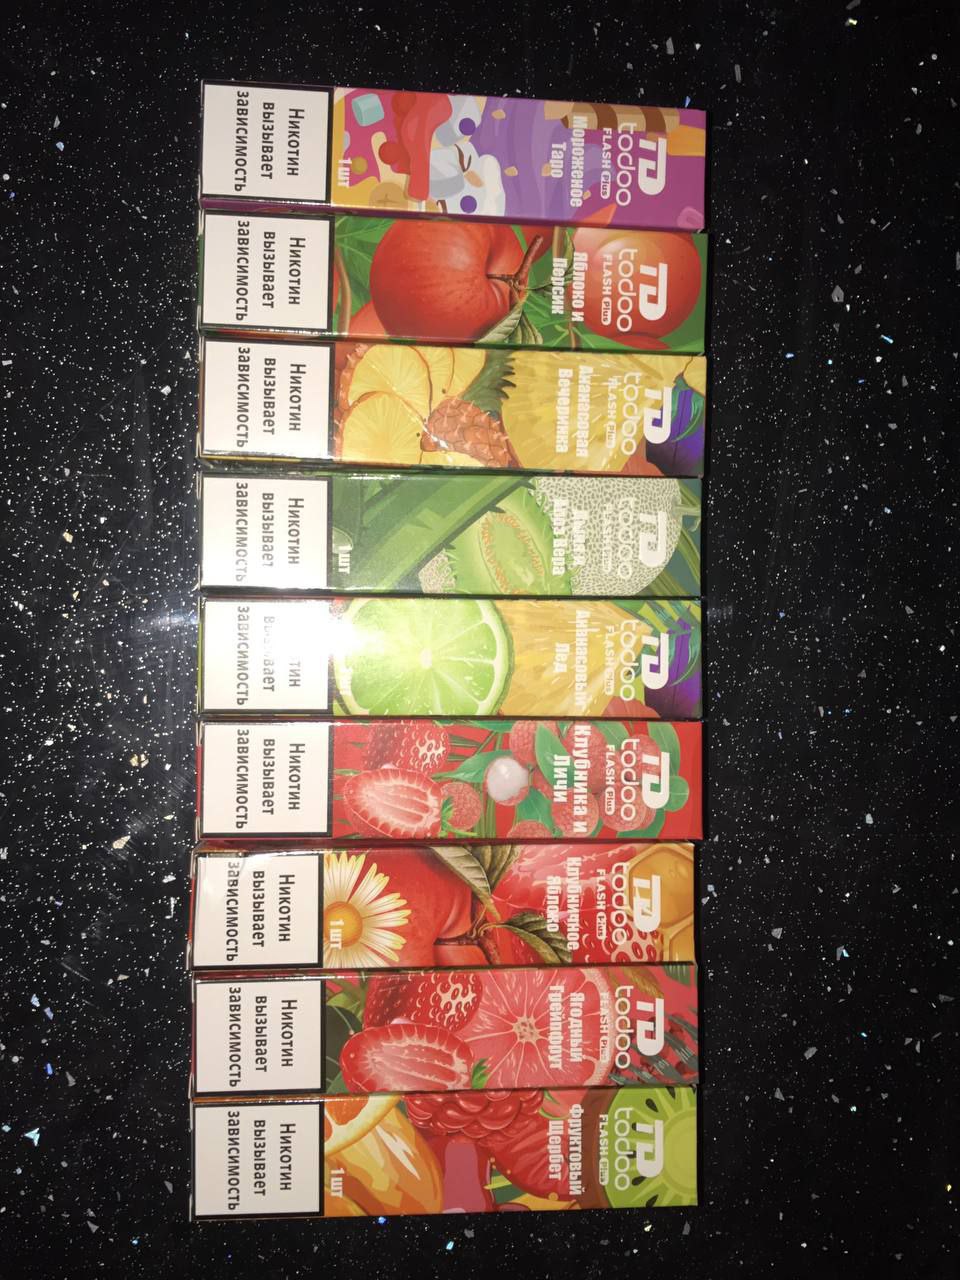 TD
todoo
FLASH Plus
Мороженое
Таро
1 шт
Никотин
вызывает
зависимость
TD
todoo
FLASH Plus
Яблоко и
Персик
Никотин
вызывает
зависимость
TD
todoo
FLASH Plus
Ананасовая
Вечеринка
Никотин
вызывает
зависимость
TD
todoo
FLASH Plus
Алоэ вера
1 шт
Никотин
вызывает
зависимость
TD
todoo
FLASH Plus
Ананасовый
Лед
вызывает
зависимость
TD
todoo
FLASH Plus
Клубника и
Личи
Никотин
вызывает
зависимость
TD
todoo
FLASH Plus
Клубничное
Яблоко
1 шт
Никотин
вызывает
зависимость
TD
todoo
FLASH Plus
Ягодный
Грейпфрут
Никотин
вызывает
зависимость
TD
todoo
FLASH Plus
Фруктовый
Щербет
1 шт
Никотин
вызывает
зависимость